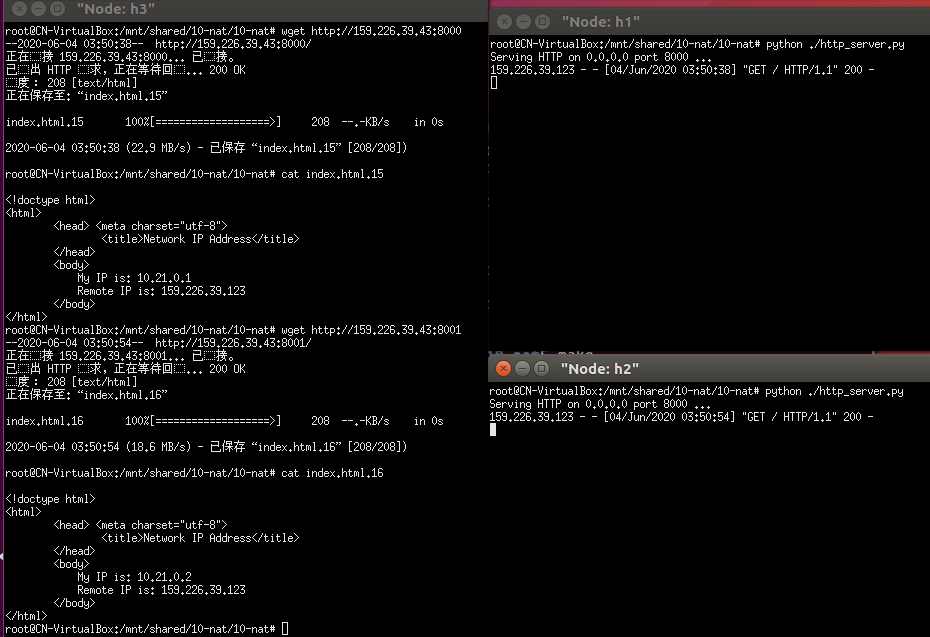 "Node: h3"
root@CN-VirtualBox:/mnt/shared/10-nat/10-nat# wget http://159.226.39.43:8000
--2020-06-04 03:50:38--  http://159.226.39.43:8000/
正在接 159.226.39.43:8000... 已接。
已出 HTTP 求，正在等待回... 200 OK
度： 208 [text/html]
正在保存至: “index.html.15”
index.html.15       100%[===================>]     208  --.-KB/s    in 0s
2020-06-04 03:50:38 (22.9 MB/s) - 已保存 “index.html.15” [208/208])
root@CN-VirtualBox:/mnt/shared/10-nat/10-nat# cat index.html.15
<!doctype html>
<html>
        <head> <meta charset="utf-8">
                <title>Network IP Address</title>
        </head>
        <body>
            My IP is: 10.21.0.1
            Remote IP is: 159.226.39.123
        </body>
</html>
root@CN-VirtualBox:/mnt/shared/10-nat/10-nat# wget http://159.226.39.43:8001
--2020-06-04 03:50:54--  http://159.226.39.43:8001/
正在接 159.226.39.43:8001... 已接。
已出 HTTP 求，正在等待回... 200 OK
度： 208 [text/html]
正在保存至: “index.html.16”
index.html.16       100%[===================>]     208  --.-KB/s    in 0s
2020-06-04 03:50:54 (18.6 MB/s) - 已保存 “index.html.16” [208/208])
root@CN-VirtualBox:/mnt/shared/10-nat/10-nat# cat index.html.16
<!doctype html>
<html>
        <head> <meta charset="utf-8">
                <title>Network IP Address</title>
        </head>
        <body>
            My IP is: 10.21.0.2
            Remote IP is: 159.226.39.123
        </body>
</html>
root@CN-VirtualBox:/mnt/shared/10-nat/10-nat#
"Node: h1"
root@CN-VirtualBox:/mnt/shared/10-nat/10-nat# python ./http_server.py
Serving HTTP on 0.0.0.0 port 8000 ...
159.226.39.123 - - [04/Jun/2020 03:50:38] "GET / HTTP/1.1" 200 -
"Node: h2"
root@CN-VirtualBox:/mnt/shared/10-nat/10-nat# python ./http_server.py
Serving HTTP on 0.0.0.0 port 8000 ...
159.226.39.123 - - [04/Jun/2020 03:50:54] "GET / HTTP/1.1" 200 -